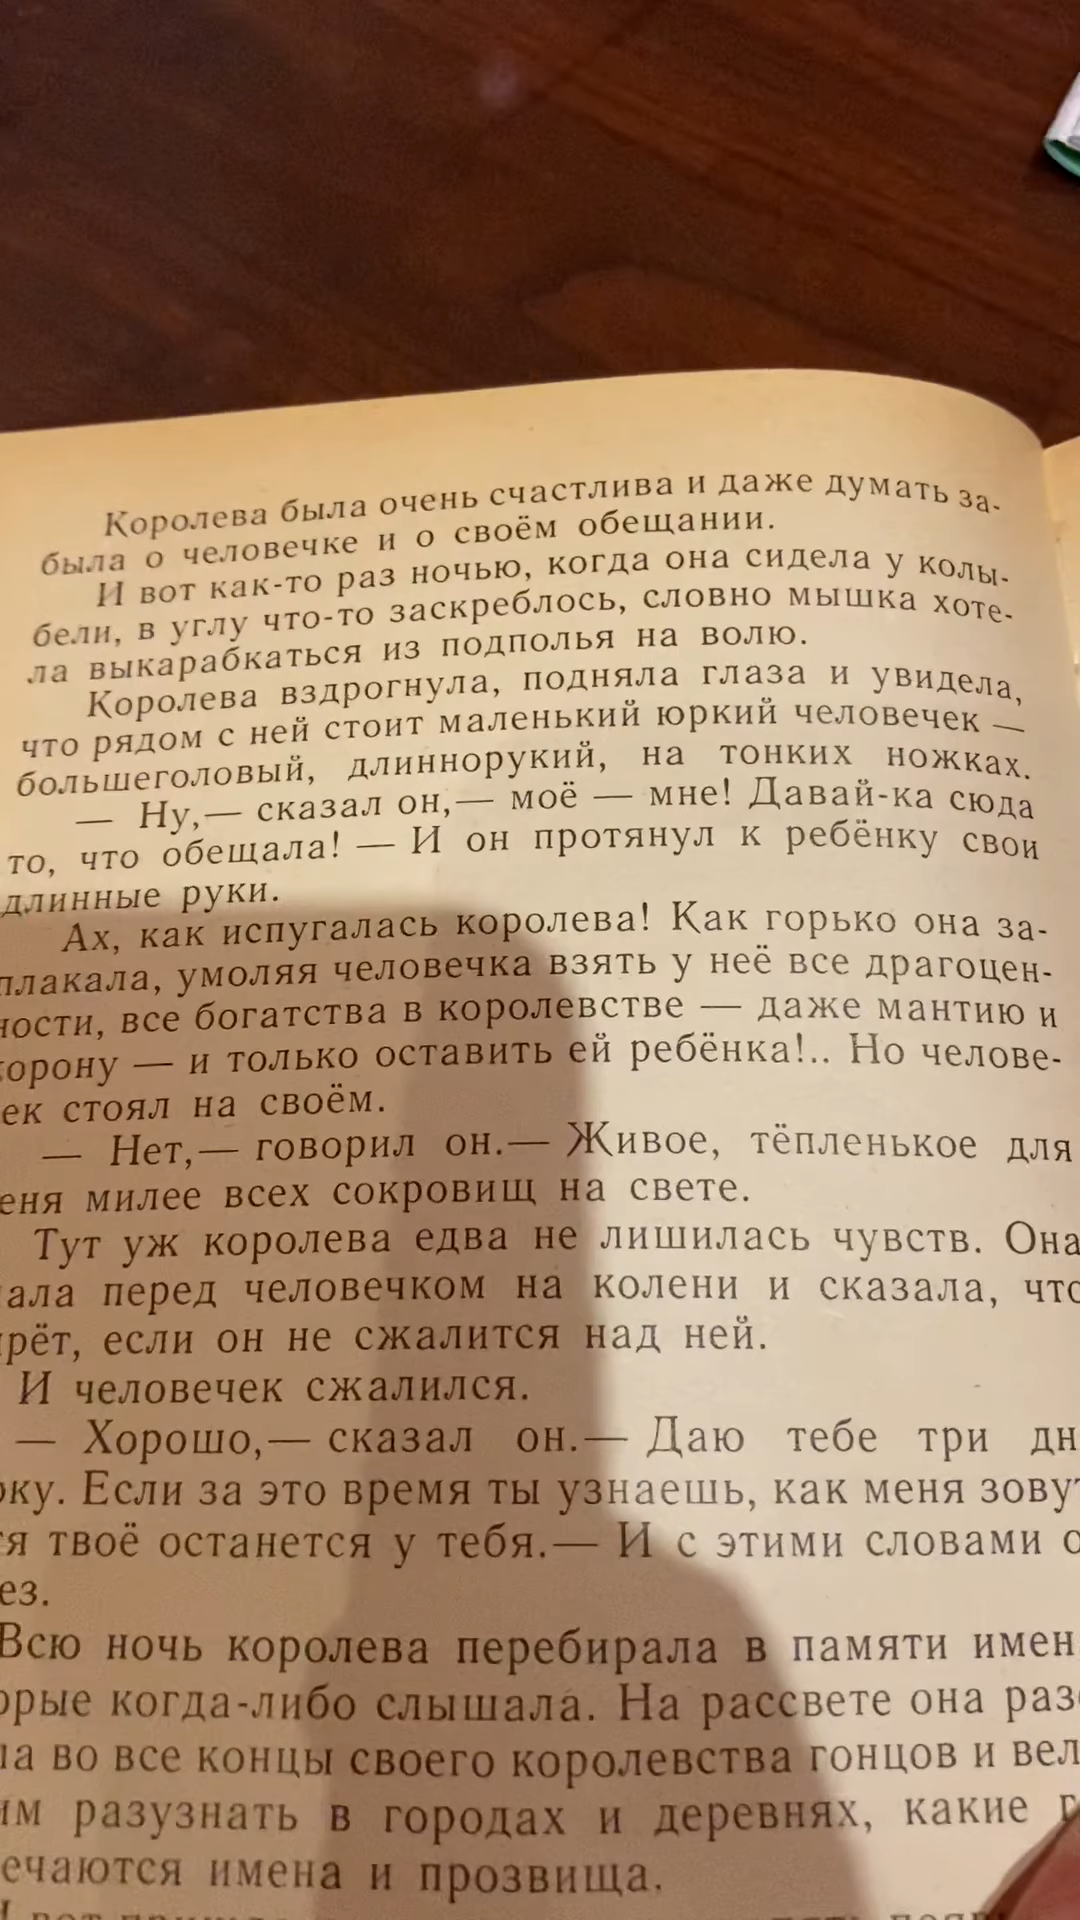 Королева была очень счастлива и даже думать за-
была о человечке и о своём обещании.
И вот как-то раз ночью, когда она сидела у колы-
бели, в углу что-то заскреблось, словно мышка хоте-
ла выкарабкаться из подполья на волю.
Королева вздрогнула, подняла глаза и увидела,
что рядом с ней стоит маленький юркий человечек —
большеголовый, длиннорукий, на тонких ножках.
— Ну,— сказал он,— моё — мне! Давай-ка сюда
то, что обещала! — И он протянул к ребёнку свои
длинные руки.
Ах, как испугалась королева! Как горько она за-
плакала, умоляя человечка взять у неё все драгоцен-
ности, все богатства в королевстве — даже мантию и
корону — и только оставить ей ребёнка!.. Но челове-
ек стоял на своём.
— Нет,— говорил он.— Живое, тёпленькое для
еня милее всех сокровищ на свете.
Тут уж королева едва не лишилась чувств. Она
ала перед человечком на колени и сказала, что
рёт, если он не сжалится над ней.
И человечек сжалился.
— Хорошо,— сказал он.— Даю тебе три дн
оку. Если за это время ты узнаешь, как меня зовут
я твоё останется у тебя.— И с этими словами о
ез.
Всю ночь королева перебирала в памяти имен
орые когда-либо слышала. На рассвете она раз
ла во все концы своего королевства гонцов и вел
им разузнать в городах и деревнях, какие
ечаются имена и прозвища.